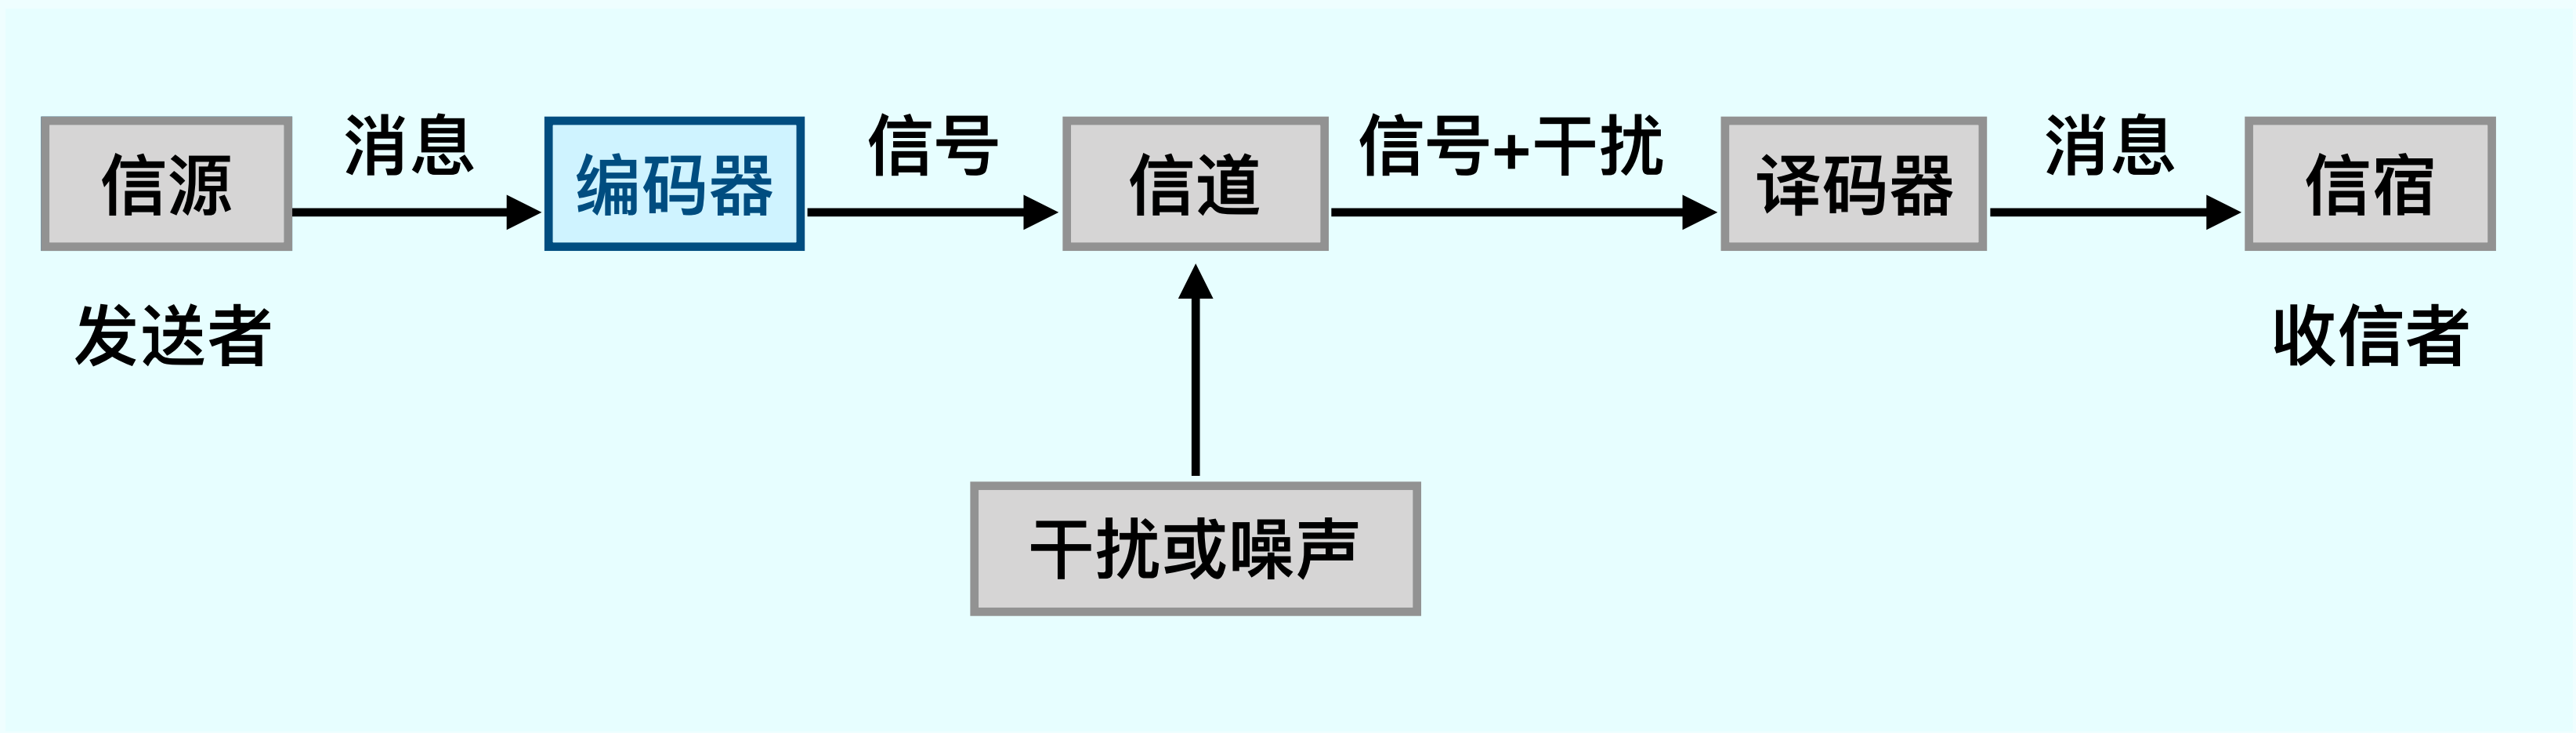 消息
信号
信号+干扰
消息
信源
编码器
信道
译码器
信宿
发送者
收信者
干扰或噪声